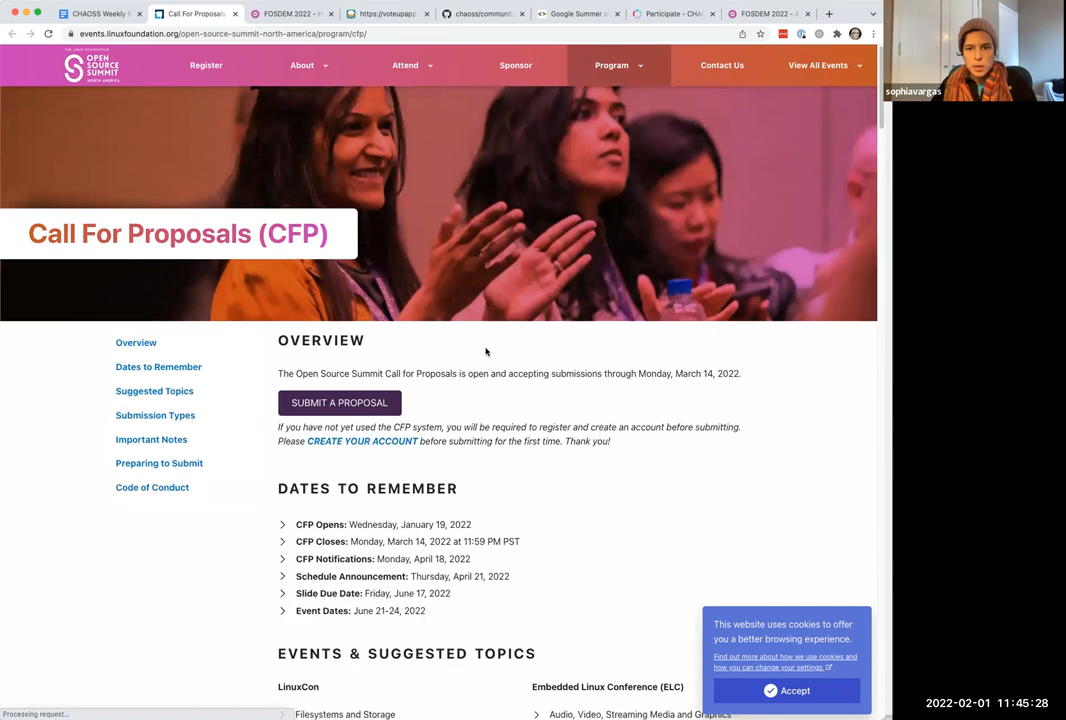 CHAOSS Weekly M
Call For Proposals
FOSDEM 2022 - H
https://voteupapp
chaoss/communit
Google Summer o
Participate - CHAO
FOSDEM 2022 - A
events.linuxfoundation.org/open-source-summit-north-america/program/cfp/
THE LINUX FOUNDATION
OPEN
SOURCE
SUMMIT
NORTH AMERICA
Register
About
Attend
Sponsor
Program
Contact Us
View All Events
sophiavargas
Call For Proposals (CFP)
Overview
Dates to Remember
Suggested Topics
Submission Types
Important Notes
Preparing to Submit
Code of Conduct
OVERVIEW
The Open Source Summit Call for Proposals is open and accepting submissions through Monday, March 14, 2022.
SUBMIT A PROPOSAL
If you have not yet used the CFP system, you will be required to register and create an account before submitting.
Please CREATE YOUR ACCOUNT before submitting for the first time. Thank you!
DATES TO REMEMBER
CFP Opens: Wednesday, January 19, 2022
CFP Closes: Monday, March 14, 2022 at 11:59 PM PST
CFP Notifications: Monday, April 18, 2022
Schedule Announcement: Thursday, April 21, 2022
Slide Due Date: Friday, June 17, 2022
Event Dates: June 21-24, 2022
EVENTS & SUGGESTED TOPICS
LinuxCon
Filesystems and Storage
Embedded Linux Conference (ELC)
Audio, Video, Streaming Media and Graphics
This website uses cookies to offer
you a better browsing experience.
Find out more about how we use cookies and
how you can change your settings.
Accept
Processing request...
2022-02-01 11:45:28